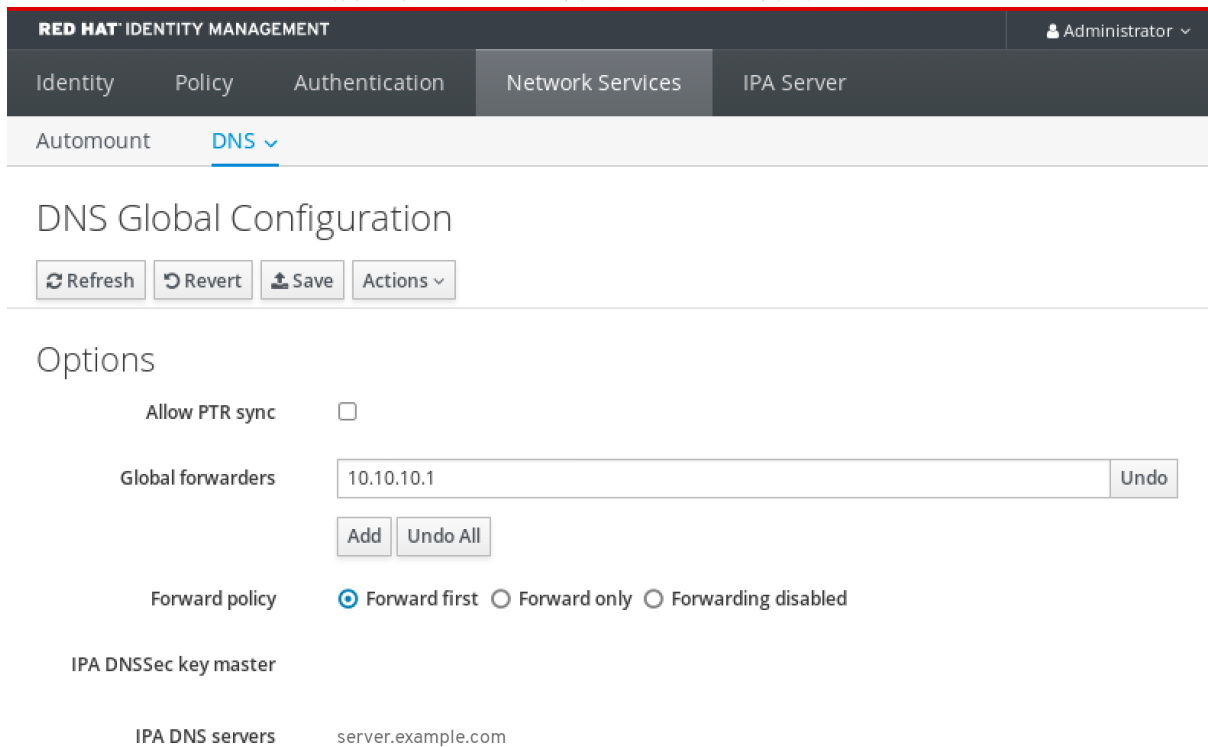 RED HAT IDENTITY MANAGEMENT Administrator
Identity Policy Authentication Network Services IPA Server
Automount DNS
DNS Global Configuration
Refresh Revert Save Actions
Options
Allow PTR sync
Global forwarders 10.10.10.1 Undo
Add Undo All
Forward policy Forward first Forward only Forwarding disabled
IPA DNSSec key master
IPA DNS servers server.example.com